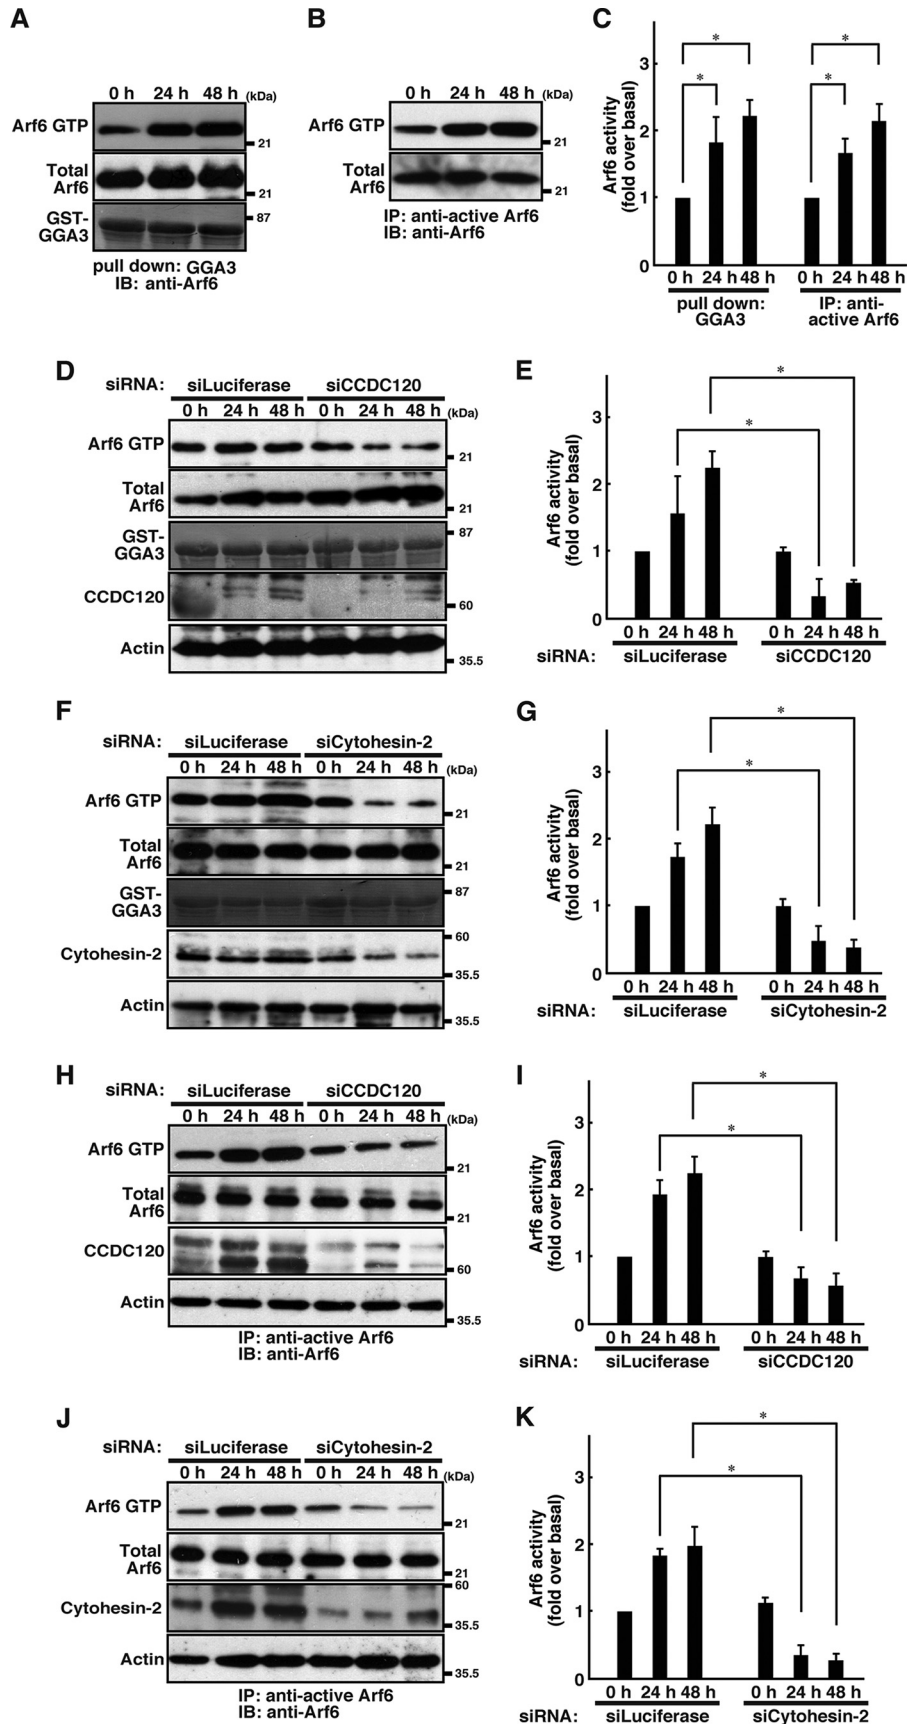 A
0 h 24 h 48 h (kDa)
Arf6 GTP
21
Total
Arf6
21
GST-
GGA3
87
pull down: GGA3
IB: anti-Arf6
B
0 h 24 h 48 h (kDa)
Arf6 GTP
21
Total
Arf6
21
IP: anti-active Arf6
IB: anti-Arf6
C
Arf6 activity
(fold over basal)
3
2
1
0
* * * *
0 h 24 h 48 h 0 h 24 h 48 h
pull down:
GGA3
IP: anti-
active Arf6
D
siRNA: siLuciferase siCCDC120
0 h 24 h 48 h 0 h 24 h 48 h (kDa)
Arf6 GTP
21
Total
Arf6
21
GST-
GGA3
87
CCDC120
60
Actin
35.5
E
Arf6 activity
(fold over basal)
3
2
1
0
*
*
0 h 24 h 48 h 0 h 24 h 48 h
siRNA: siLuciferase siCCDC120
F
siRNA: siLuciferase siCytohesin-2
0 h 24 h 48 h 0 h 24 h 48 h (kDa)
Arf6 GTP
21
Total
Arf6
21
GST-
GGA3
87
Cytohesin-2
60
35.5
Actin
35.5
G
Arf6 activity
(fold over basal)
3
2
1
0
*
*
0 h 24 h 48 h 0 h 24 h 48 h
siRNA: siLuciferase siCytohesin-2
H
siRNA: siLuciferase siCCDC120
0 h 24 h 48 h 0 h 24 h 48 h (kDa)
Arf6 GTP
21
Total
Arf6
21
CCDC120
60
Actin
35.5
IP: anti-active Arf6
IB: anti-Arf6
I
Arf6 activity
(fold over basal)
3
2
1
0
*
*
0 h 24 h 48 h 0 h 24 h 48 h
siRNA: siLuciferase siCCDC120
J
siRNA: siLuciferase siCytohesin-2
0 h 24 h 48 h 0 h 24 h 48 h (kDa)
Arf6 GTP
21
Total
Arf6
21
Cytohesin-2
60
35.5
Actin
35.5
IP: anti-active Arf6
IB: anti-Arf6
K
Arf6 activity
(fold over basal)
3
2
1
0
*
*
0 h 24 h 48 h 0 h 24 h 48 h
siRNA: siLuciferase siCytohesin-2